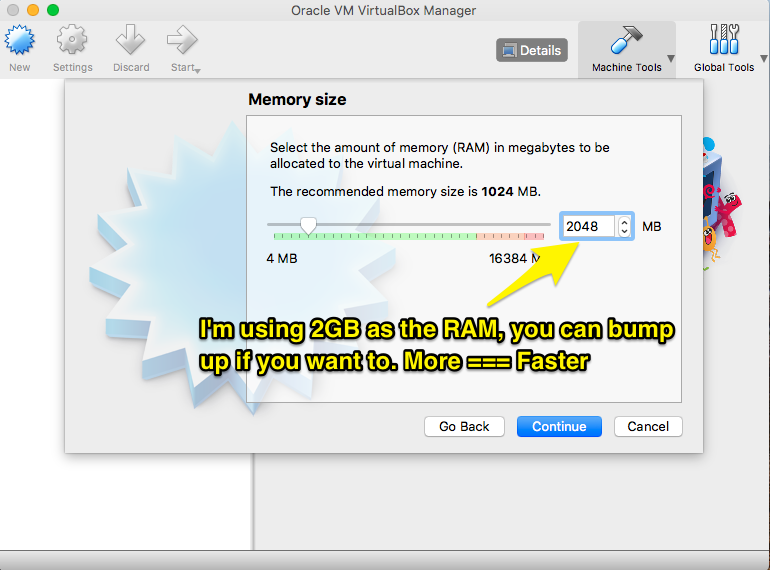 Oracle VM VirtualBox Manager
New
Settings
Discard
Start
Details
Machine Tools
Global Tools
Memory size
Select the amount of memory (RAM) in megabytes to be
allocated to the virtual machine.
The recommended memory size is 1024 MB.
2048
MB
4 MB
16384 M
I'm using 2GB as the RAM, you can bump
up if you want to. More === Faster
Go Back
Continue
Cancel